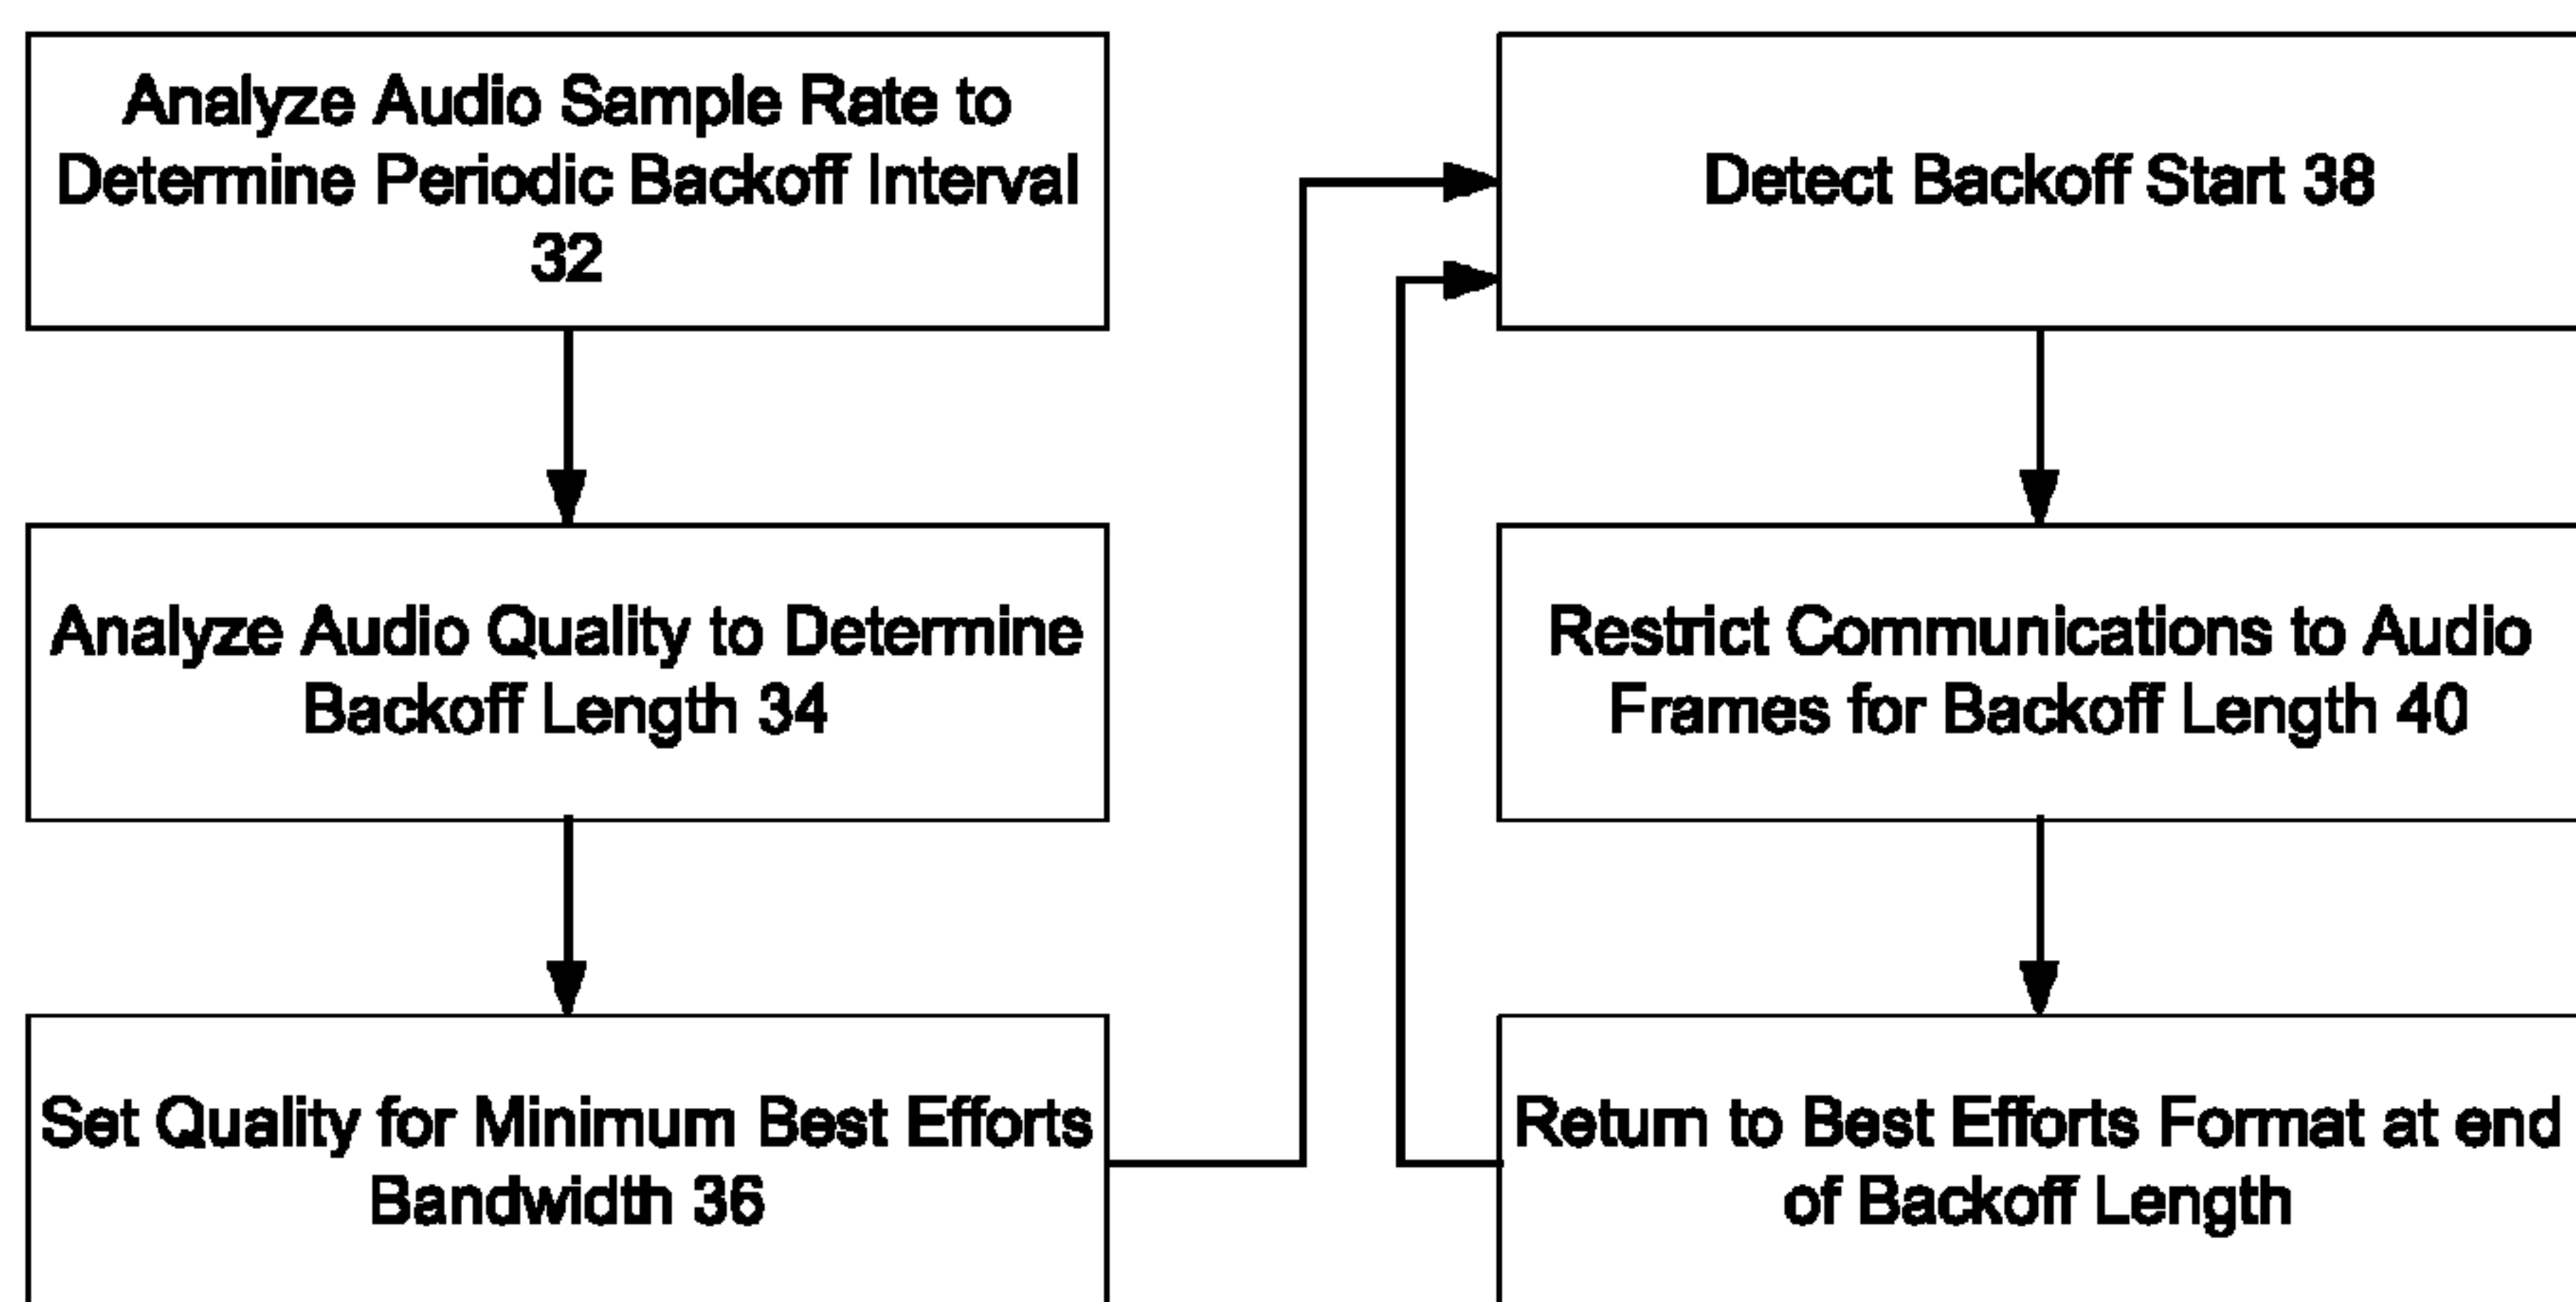 Analyze Audio Sample Rate to
Determine Periodic Backoff Interval
32
Analyze Audio Quality to Determine
Backoff Length 34
Set Quality for Minimum Best Efforts
Bandwidth 36
Detect Backoff Start 38
Restrict Communications to Audio
Frames for Backoff Length 40
Return to Best Efforts Format at end
of Backoff Length